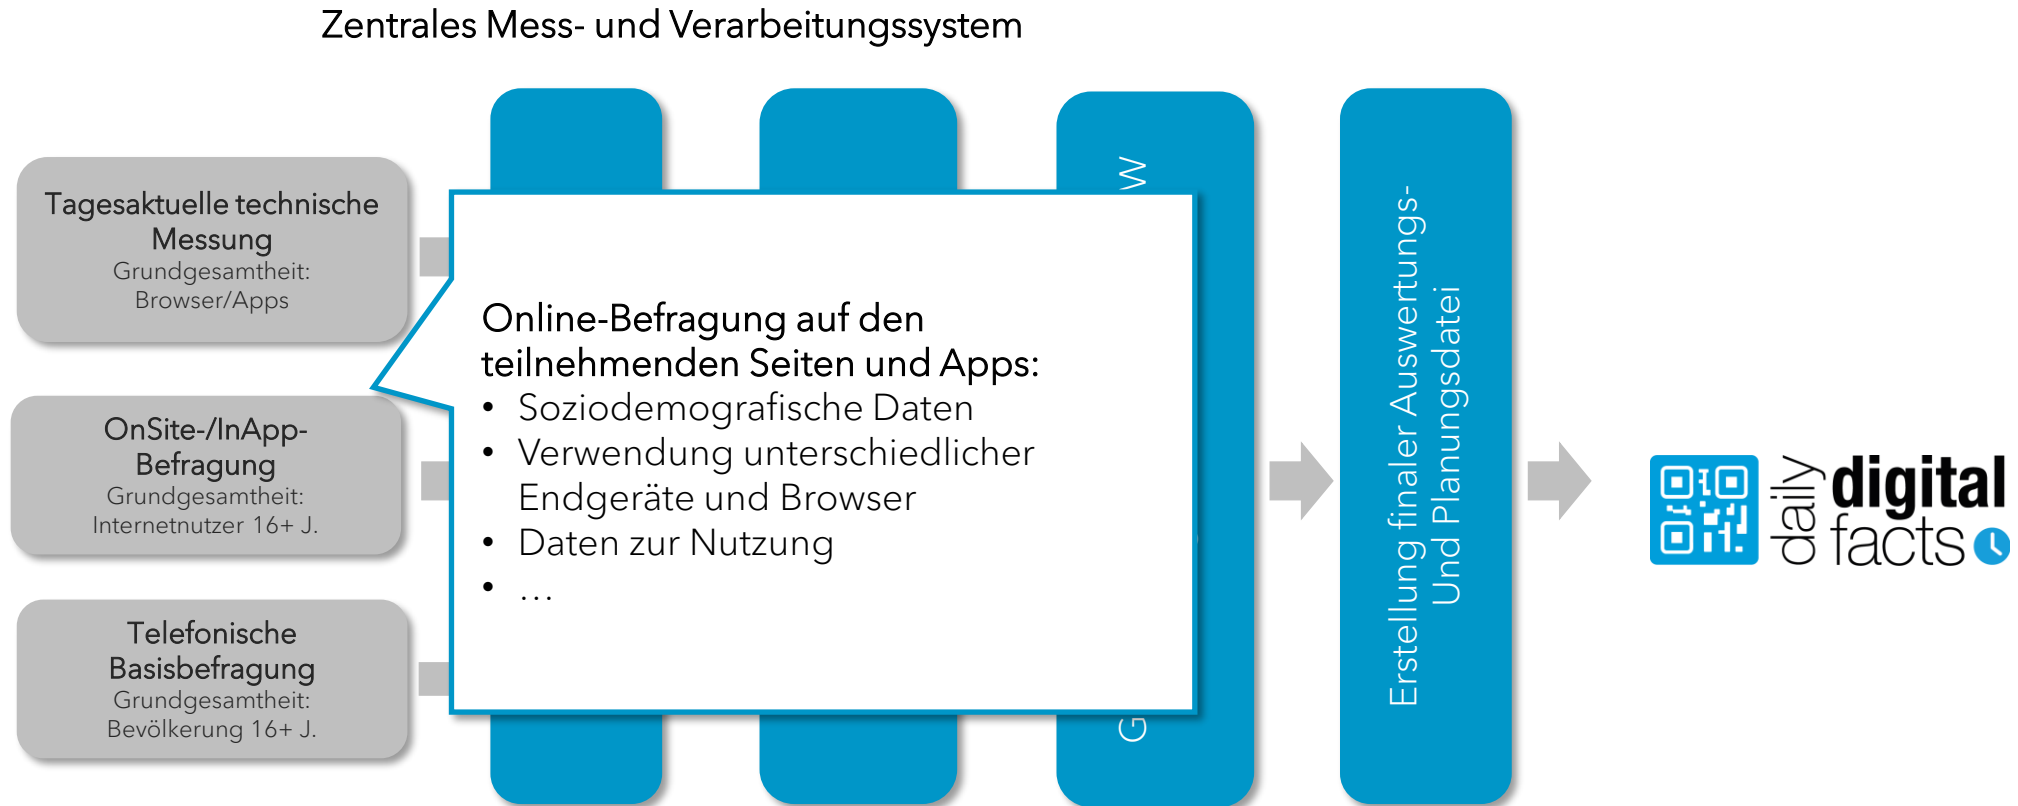 Zentrales Mess- und Verarbeitungssystem
Tagesaktuelle technische
Messung
Grundgesamtheit:
Browser/Apps
OnSite-/InApp-
Befragung
Grundgesamtheit:
Internetnutzer 16+ J.
Telefonische
Basisbefragung
Grundgesamtheit:
Bevölkerung 16+ J.
Online-Befragung auf den
teilnehmenden Seiten und Apps:
• Soziodemografische Daten
• Verwendung unterschiedlicher
Endgeräte und Browser
• Daten zur Nutzung
• …
Erstellung finaler Auswertungs-
Und Planungsdatei
daily
digital
facts